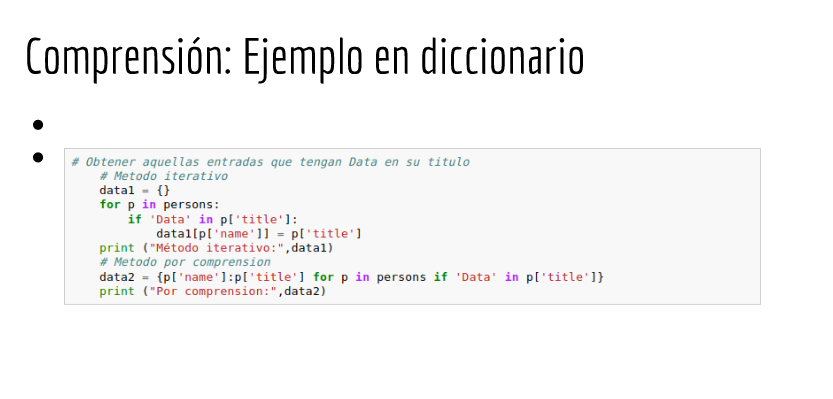 Comprensión: Ejemplo en diccionario
# Obtener aquellas entradas que tengan Data en su titulo
# Metodo iterativo
data1 = {}
for p in persons:
if 'Data' in p['title']:
data1[p['name']] = p['title']
print ("Método iterativo:",data1)
# Metodo por comprension
data2 = {p['name']:p['title'] for p in persons if 'Data' in p['title']}
print ("Por comprension:",data2)